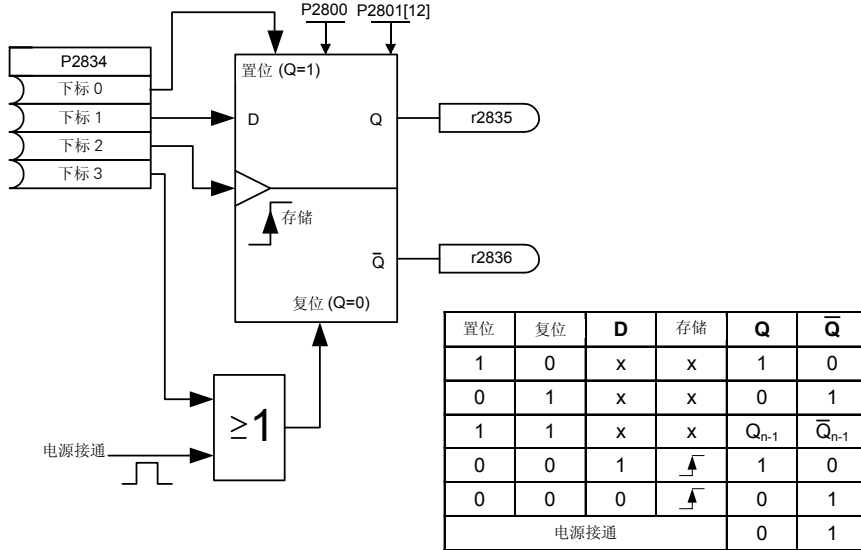 P2800 P2801[12]
P2834
下标 0
下标 1
下标 2
下标 3
置位 (Q=1)
D Q
r2835
存储
Q̅
r2836
复位 (Q=0)
≥1
电源接通
置位 复位 D 存储 Q Q̅
1 0 x x 1 0
0 1 x x 0 1
1 1 x x Qn-1 Q̅n-1
0 0 1 1 0
0 0 0 0 1
电源接通 0 1